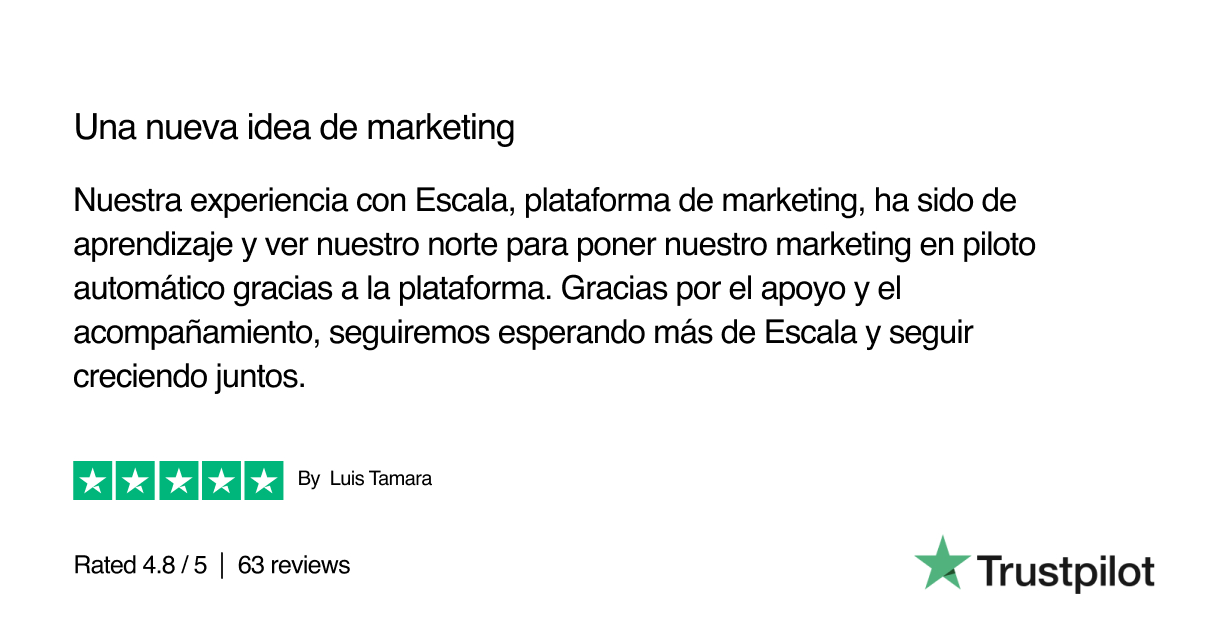 Una nueva idea de marketing
Nuestra experiencia con Escala, plataforma de marketing, ha sido de
aprendizaje y ver nuestro norte para poner nuestro marketing en piloto
automático gracias a la plataforma. Gracias por el apoyo y el
acompañamiento, seguiremos esperando más de Escala y seguir
creciendo juntos.
By Luis Tamara
Rated 4.8 / 5 | 63 reviews
Trustpilot